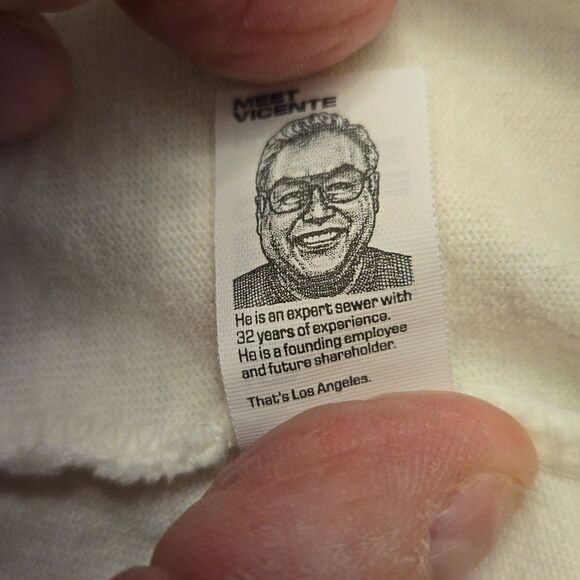 MEET
VICENTE
He is an expert sewer with
32 years of experience.
He is a founding employee
and future shareholder.
That's Los Angeles.